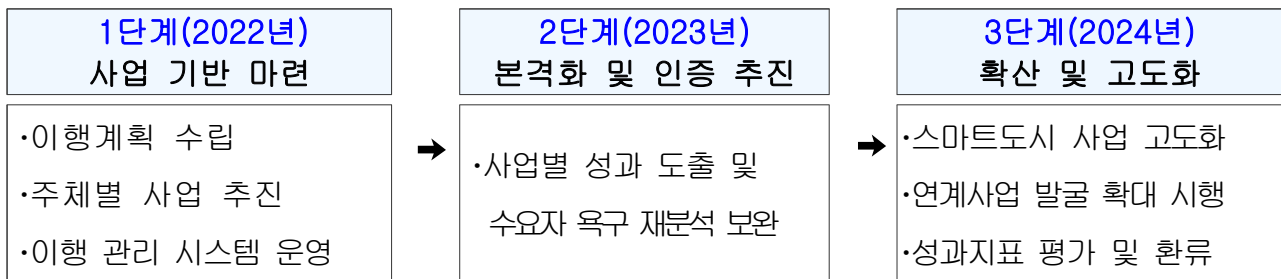 1단계(2022년)
사업 기반 마련
·이행계획 수립
·주체별 사업 추진
·이행 관리 시스템 운영
2단계(2023년)
본격화 및 인증 추진
·사업별 성과 도출 및
수요자 욕구 재분석 보완
3단계(2024년)
확산 및 고도화
·스마트도시 사업 고도화
·연계사업 발굴 확대 시행
·성과지표 평가 및 환류